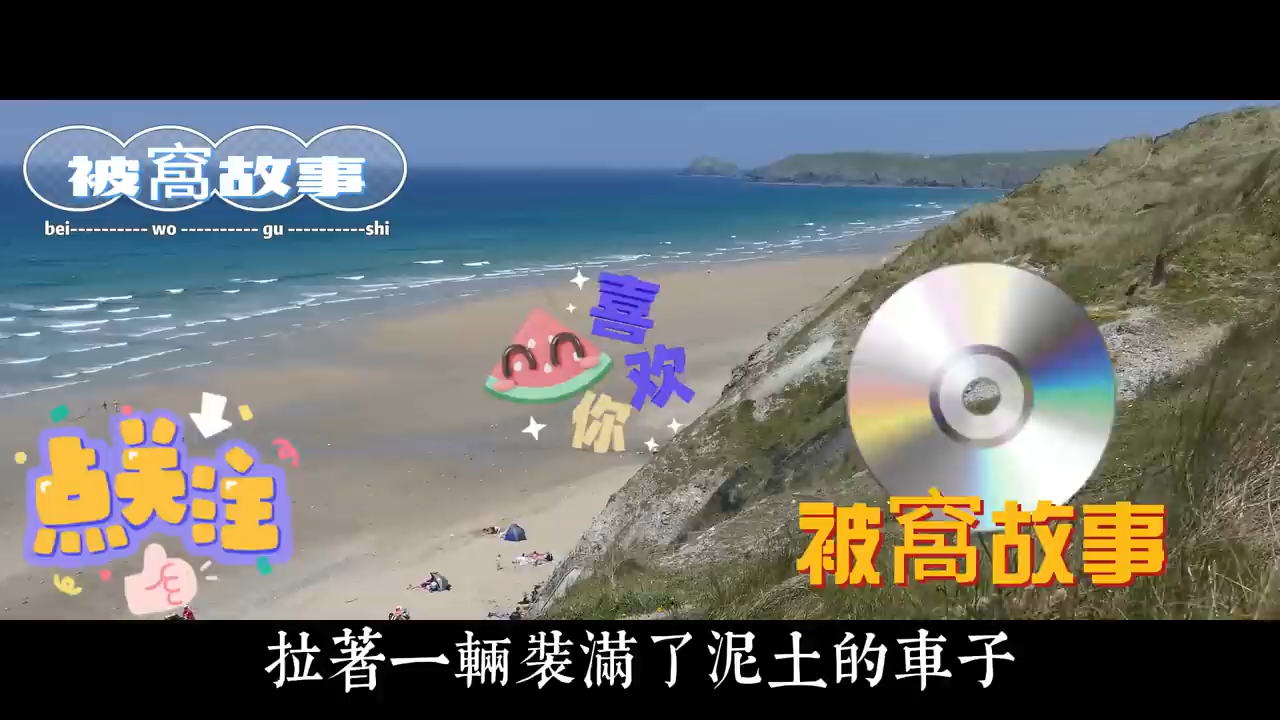 被窩故事
bei---------- wo ---------- gu ----------shi
喜欢
你
点关注
被窩故事
拉著一輛裝滿了泥土的車子